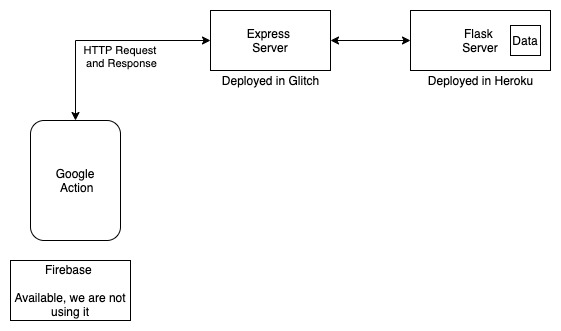 Express
Server
Flask
Server
Data
HTTP Request
and Response
Deployed in Glitch
Deployed in Heroku
Google
Action
Firebase
Available, we are not
using it